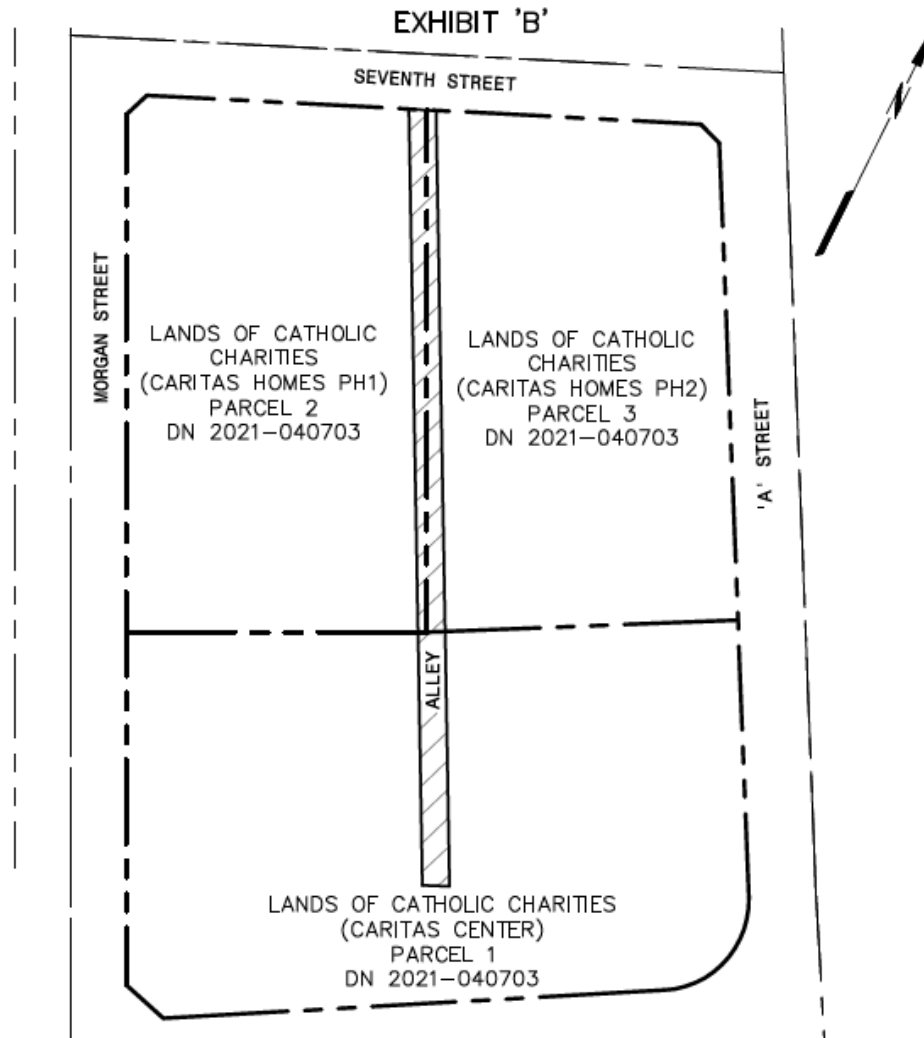 EXHIBIT 'B'
SEVENTH STREET
N
MORGAN STREET
LANDS OF CATHOLIC
CHARITIES
(CARITAS HOMES PH1)
PARCEL 2
DN 2021-040703
LANDS OF CATHOLIC
CHARITIES
(CARITAS HOMES PH2)
PARCEL 3
DN 2021-040703
'A' STREET
ALLEY
LANDS OF CATHOLIC CHARITIES
(CARITAS CENTER)
PARCEL 1
DN 2021-040703